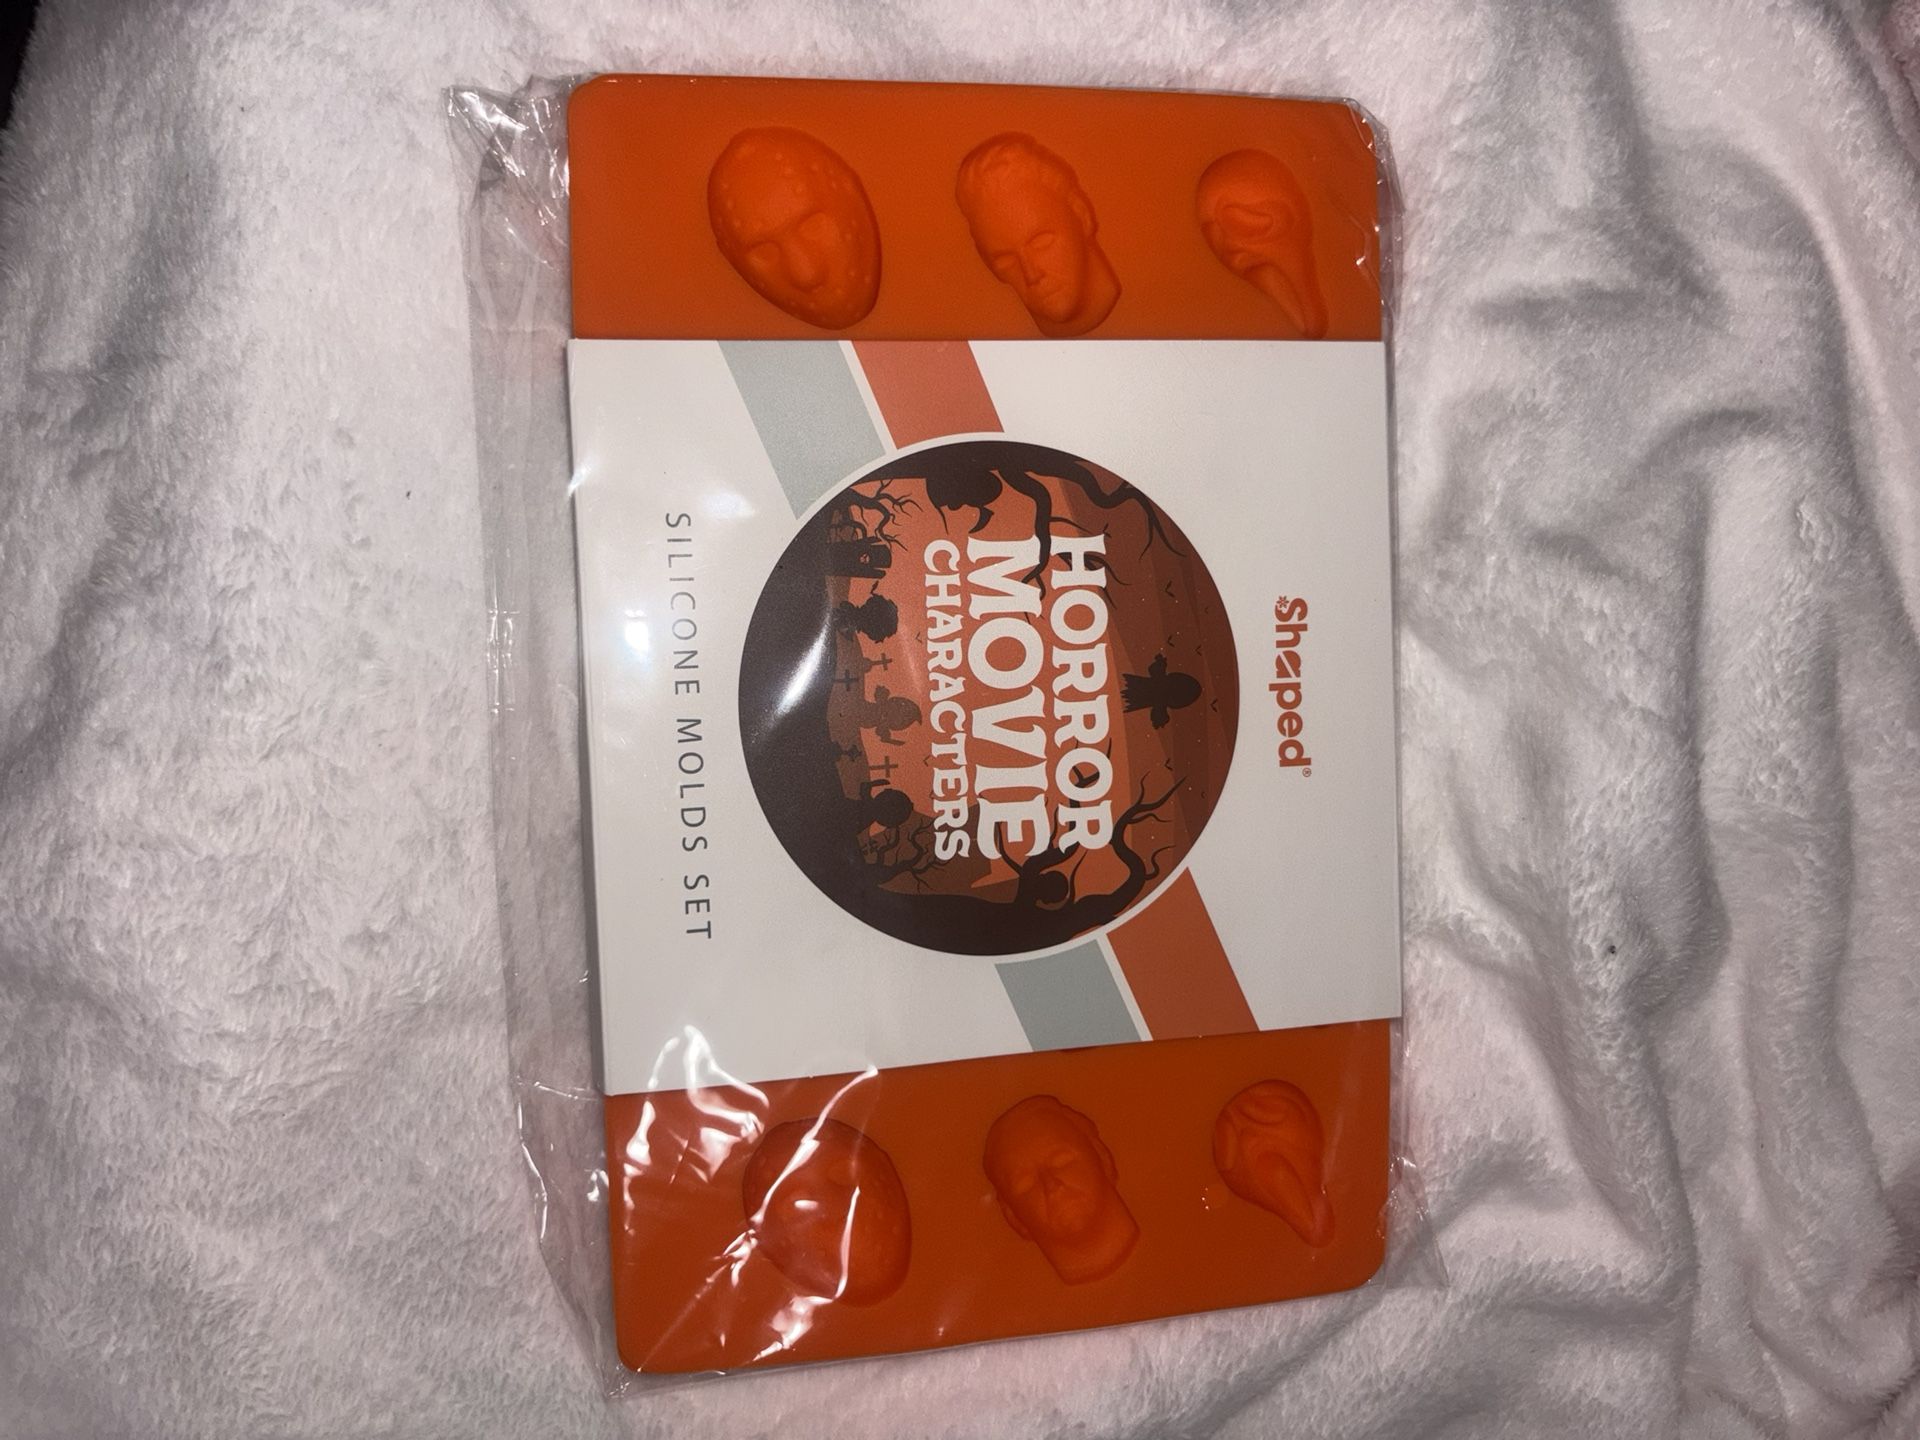 Shaped®
HORROR
MOVIE
CHARACTERS
SILICONE MOLDS SET